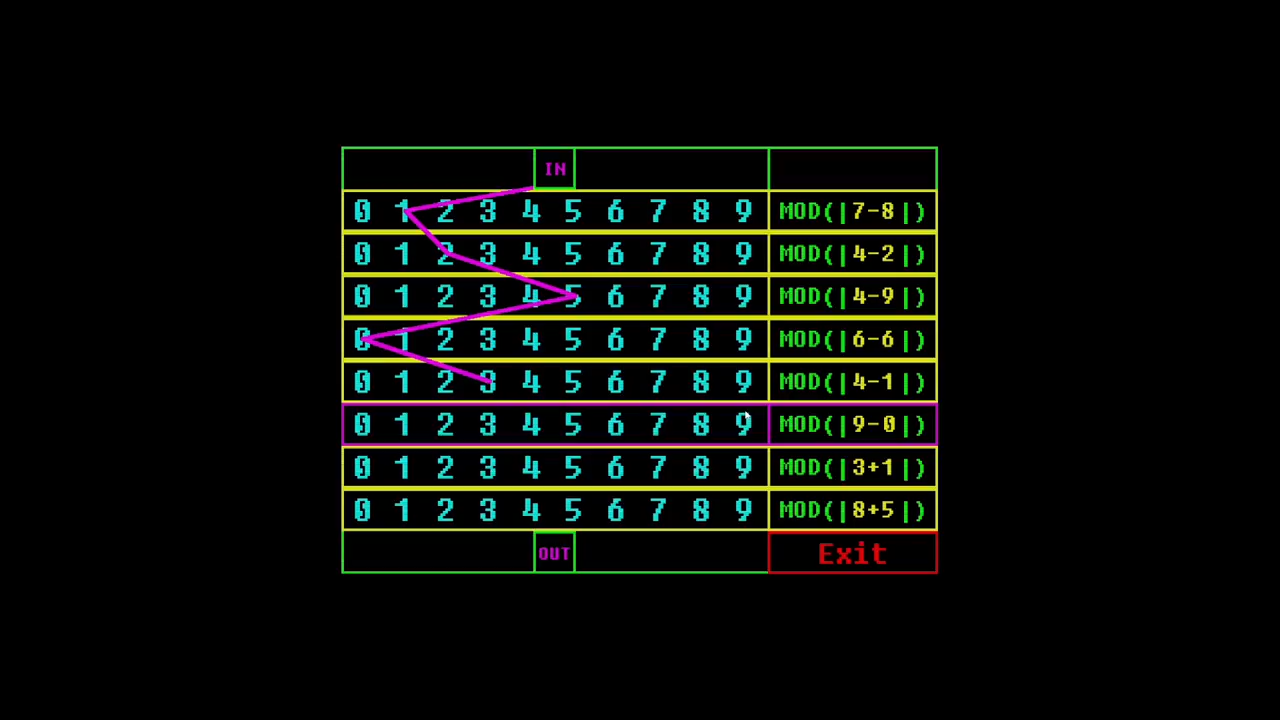 IN
0 1 2 3 4 5 6 7 8 9 MOD(|7-8|)
0 1 2 3 4 5 6 7 8 9 MOD(|4-2|)
0 1 2 3 4 5 6 7 8 9 MOD(|4-9|)
0 1 2 3 4 5 6 7 8 9 MOD(|6-6|)
0 1 2 3 4 5 6 7 8 9 MOD(|4-1|)
0 1 2 3 4 5 6 7 8 9 MOD(|9-0|)
0 1 2 3 4 5 6 7 8 9 MOD(|3+1|)
0 1 2 3 4 5 6 7 8 9 MOD(|8+5|)
OUT Exit